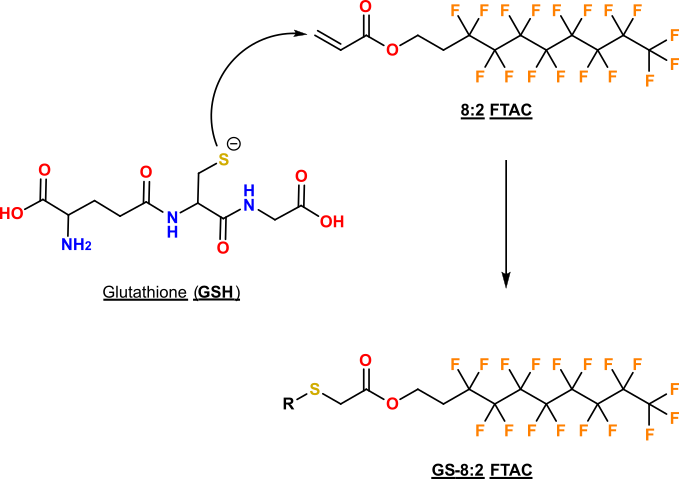 O F F F F F F F F
F
O
F F F F F F F
F
8:2 FTAC
S ⊖
O O H N O
HO N H OH
NH2 O
Glutathione (GSH)
O F F F F F F F F
R S F
O
F F F F F F F
F
GS-8:2 FTAC